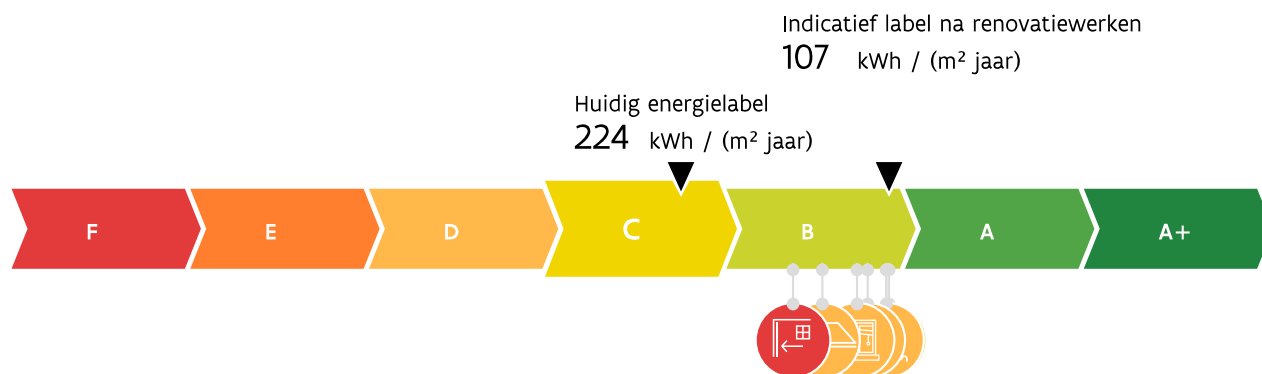 Indicatief label na renovatiewerken
107 kWh / (m² jaar)
Huidig energielabel
224 kWh / (m² jaar)
F E D C B A A+